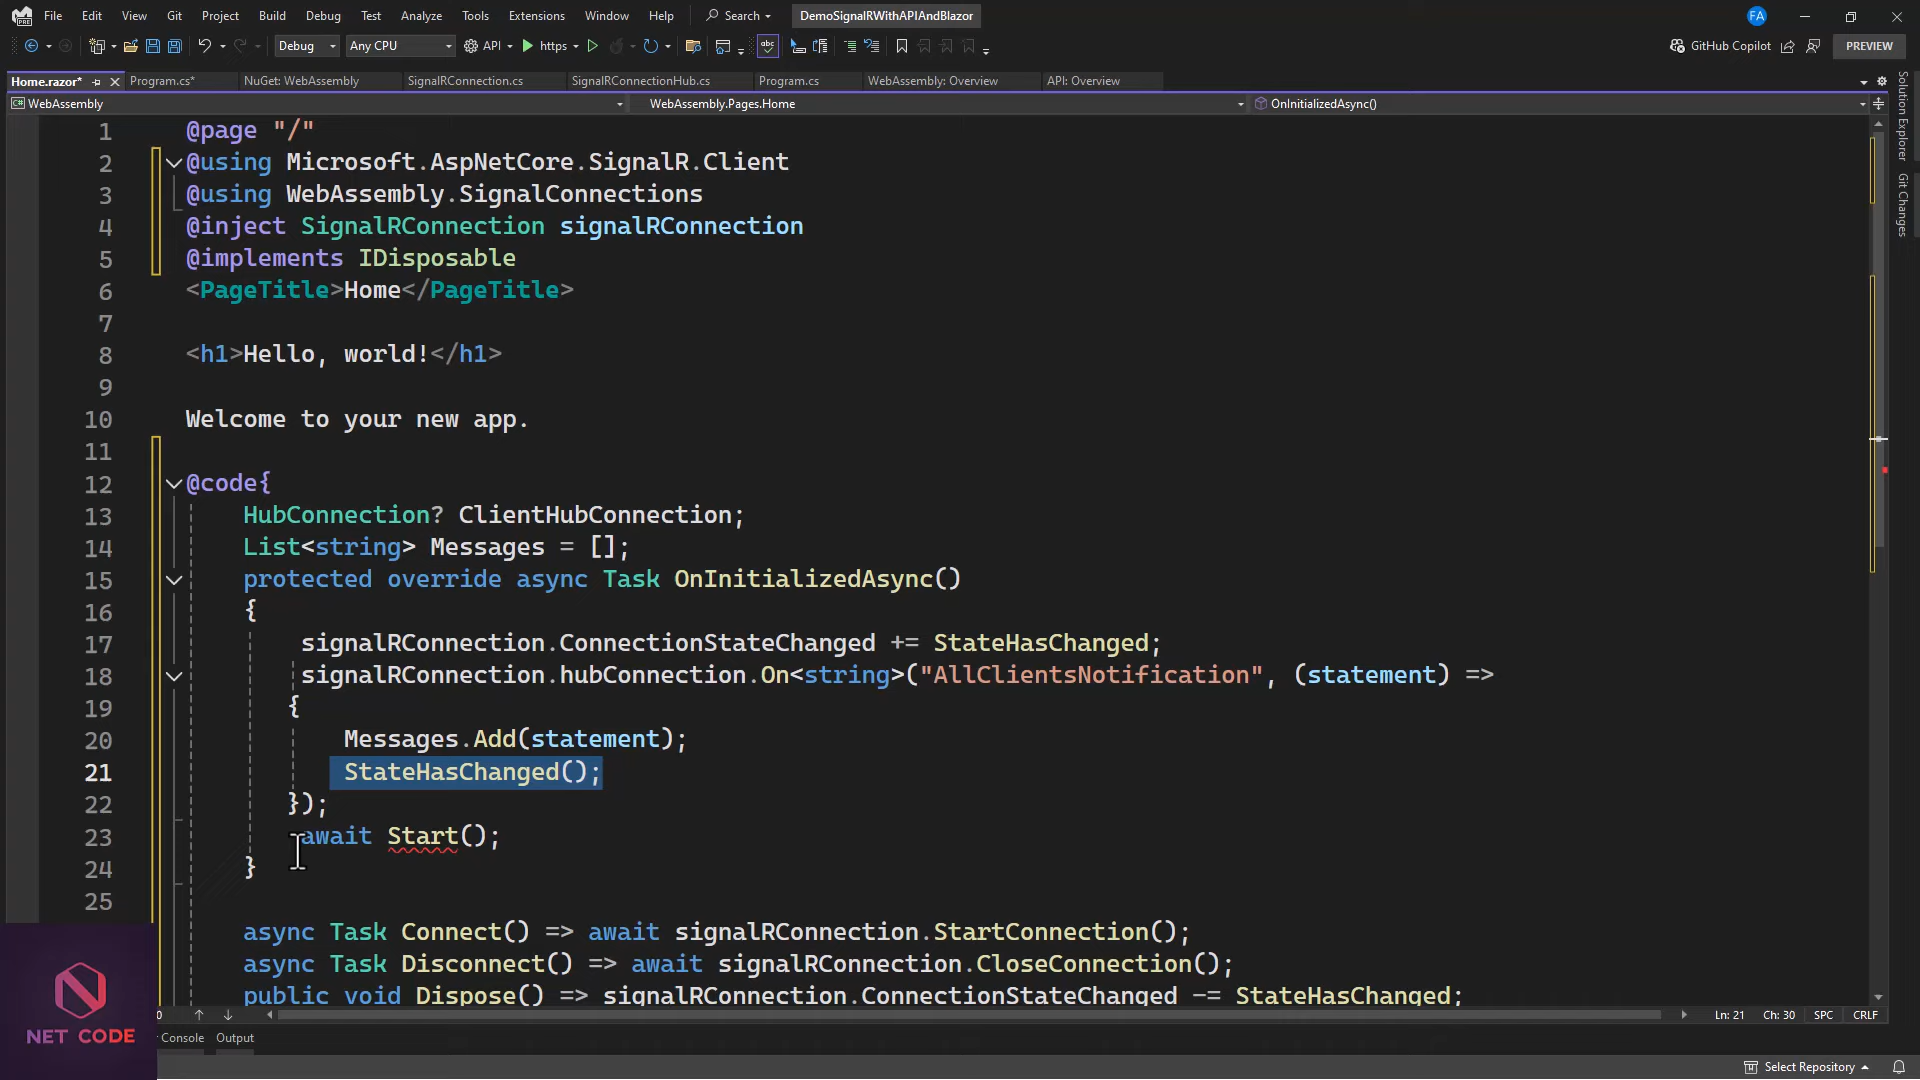 File Edit View Git Project Build Debug Test Analyze Tools Extensions Window Help Search DemoSignalRWithAPIAndBlazor FA
Debug Any CPU API https GitHub Copilot PREVIEW
Home.razor* Program.cs* NuGet: WebAssembly SignalRConnection.cs SignalRConnectionHub.cs Program.cs WebAssembly: Overview API: Overview
WebAssembly WebAssembly.Pages.Home OnInitializedAsync()
1 @page "/"
2 @using Microsoft.AspNetCore.SignalR.Client
3 @using WebAssembly.SignalConnections
4 @inject SignalRConnection signalRConnection
5 @implements IDisposable
6 <PageTitle>Home</PageTitle>
7
8 <h1>Hello, world!</h1>
9
10 Welcome to your new app.
11
12 @code{
13 HubConnection? ClientHubConnection;
14 List<string> Messages = [];
15 protected override async Task OnInitializedAsync()
16 {
17 signalRConnection.ConnectionStateChanged += StateHasChanged;
18 signalRConnection.hubConnection.On<string>("AllClientsNotification", (statement) =>
19 {
20 Messages.Add(statement);
21 StateHasChanged();
22 });
23 await Start();
24 }
25
async Task Connect() => await signalRConnection.StartConnection();
async Task Disconnect() => await signalRConnection.CloseConnection();
public void Dispose() => signalRConnection.ConnectionStateChanged -= StateHasChanged;
Solution Explorer
Git Changes
Ln: 21 Ch: 30 SPC CRLF
Console Output
NET CODE
Select Repository